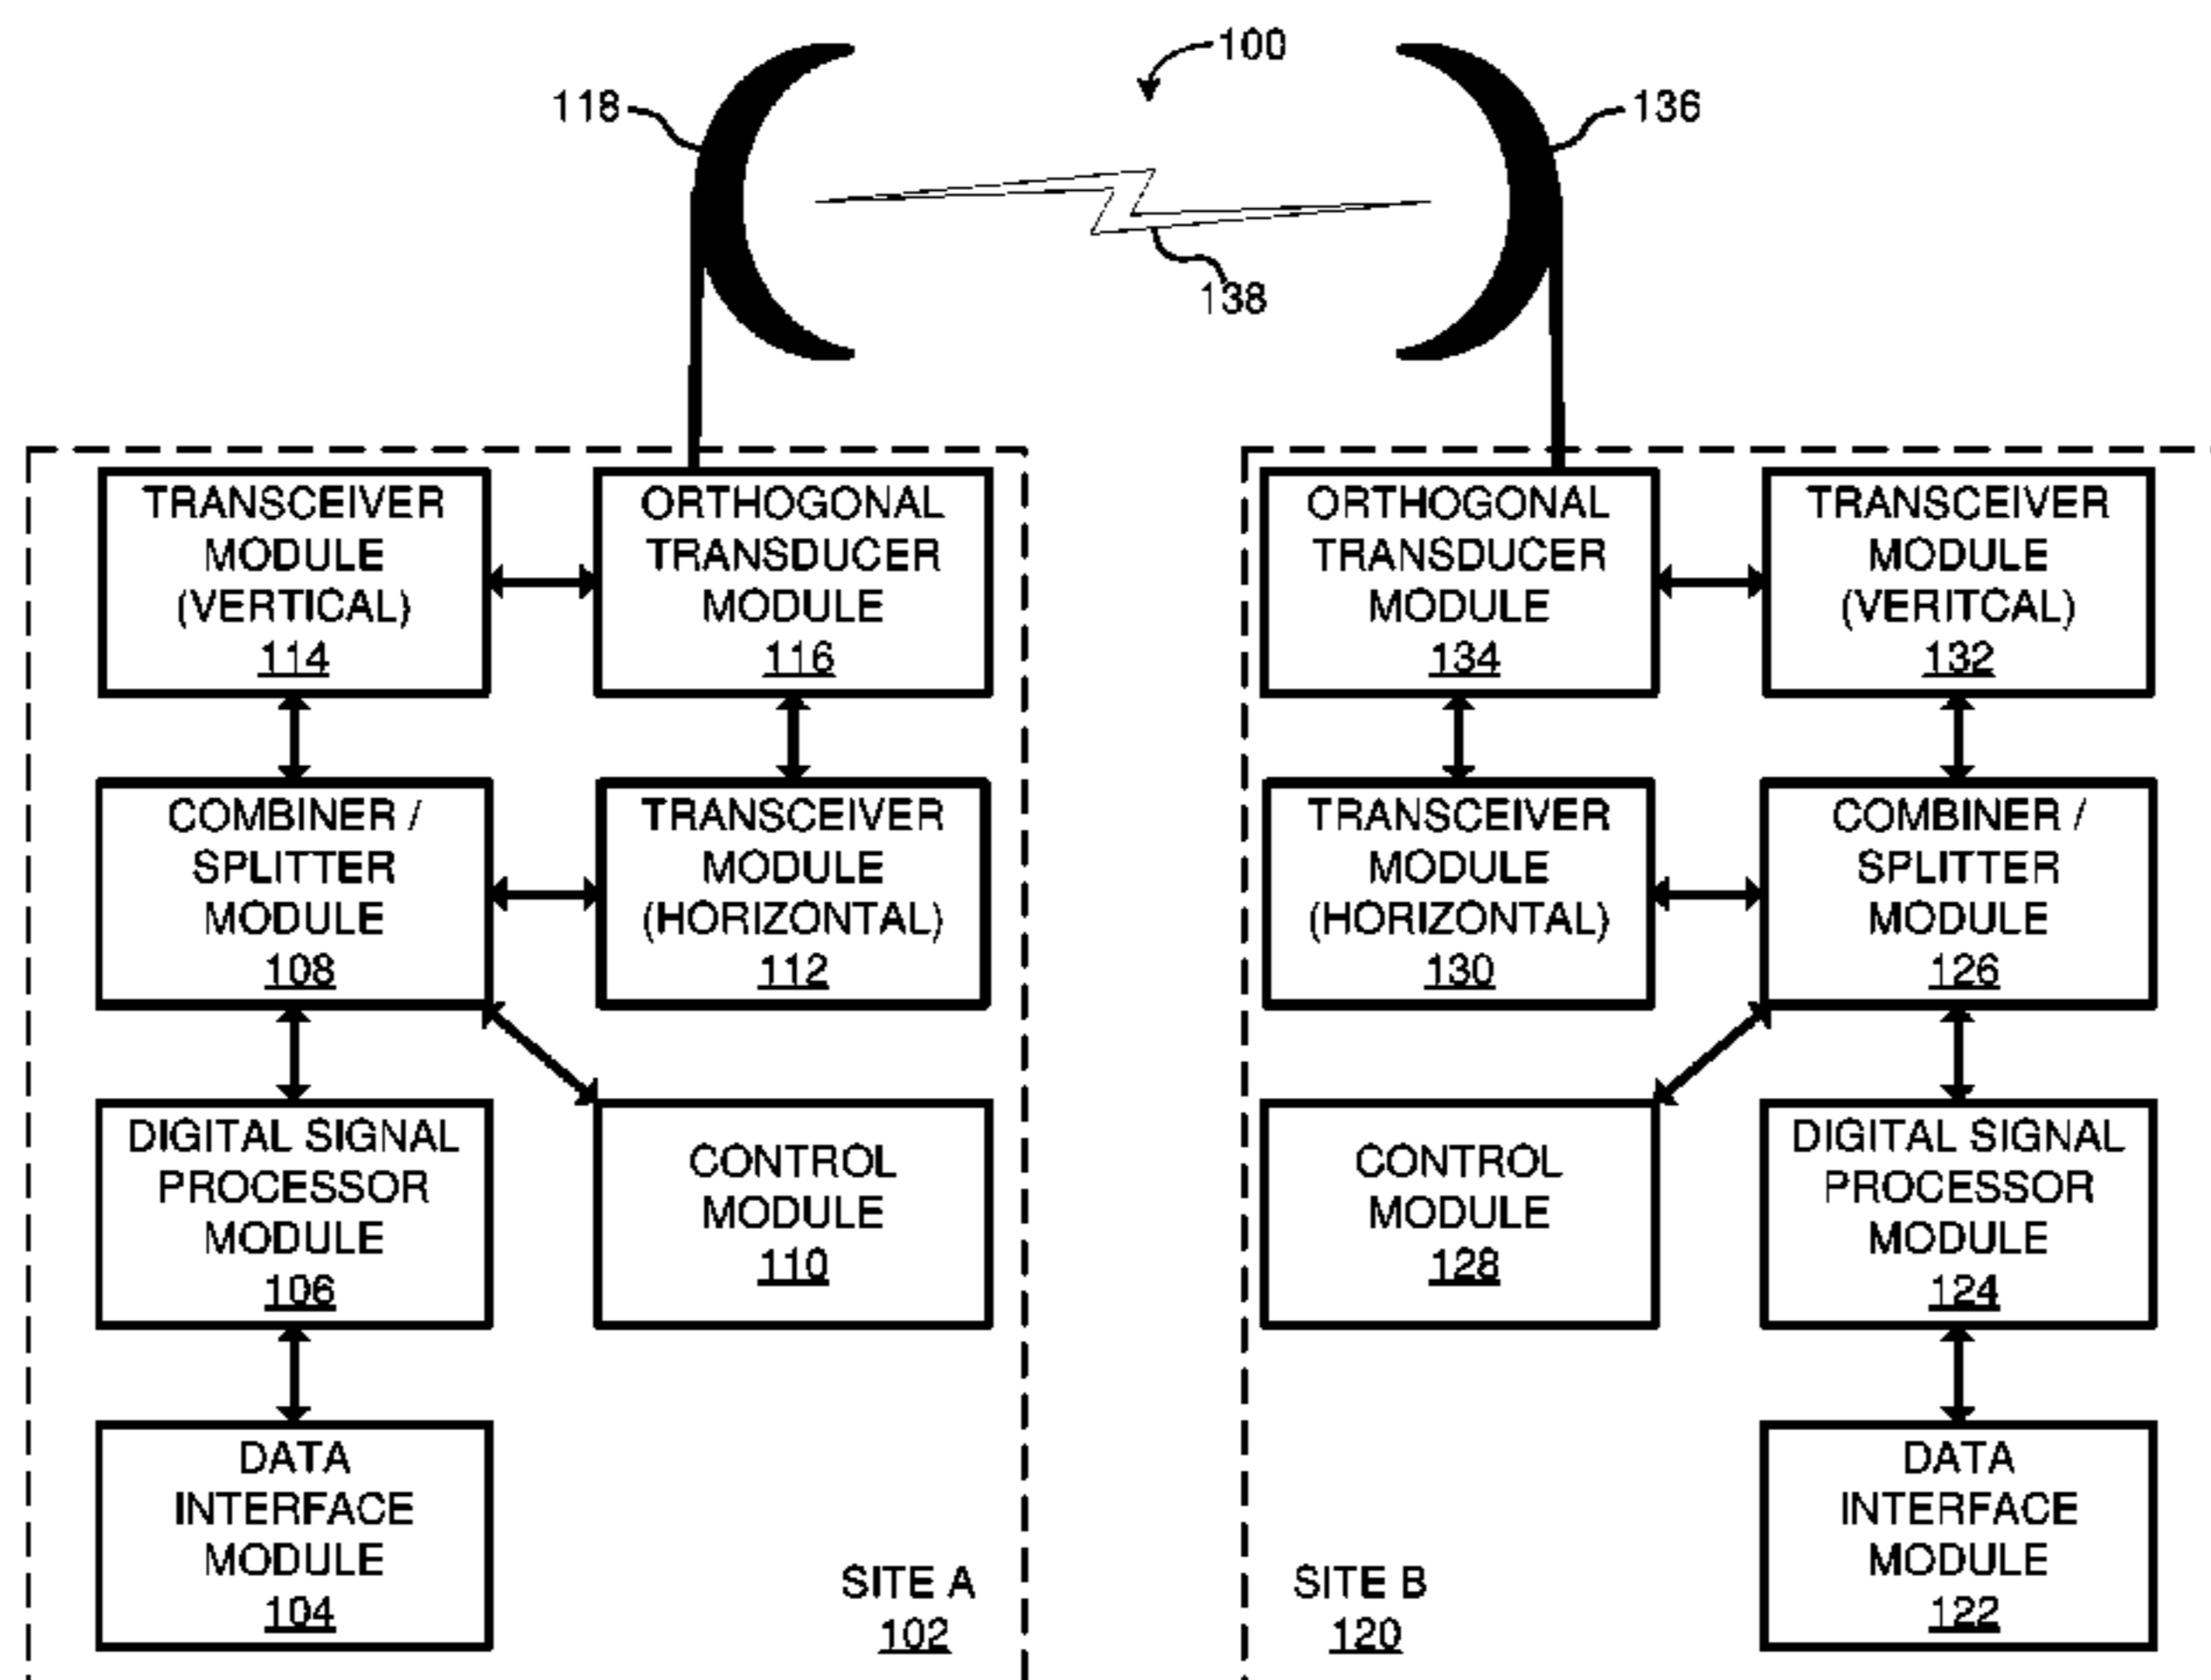 100
118
136
138
TRANSCEIVER
MODULE
(VERTICAL)
114
ORTHOGONAL
TRANSDUCER
MODULE
116
COMBINER /
SPLITTER
MODULE
108
TRANSCEIVER
MODULE
(HORIZONTAL)
112
DIGITAL SIGNAL
PROCESSOR
MODULE
106
CONTROL
MODULE
110
DATA
INTERFACE
MODULE
104
SITE A
102
ORTHOGONAL
TRANSDUCER
MODULE
134
TRANSCEIVER
MODULE
(VERITCAL)
132
TRANSCEIVER
MODULE
(HORIZONTAL)
130
COMBINER /
SPLITTER
MODULE
126
CONTROL
MODULE
128
DIGITAL SIGNAL
PROCESSOR
MODULE
124
SITE B
120
DATA
INTERFACE
MODULE
122